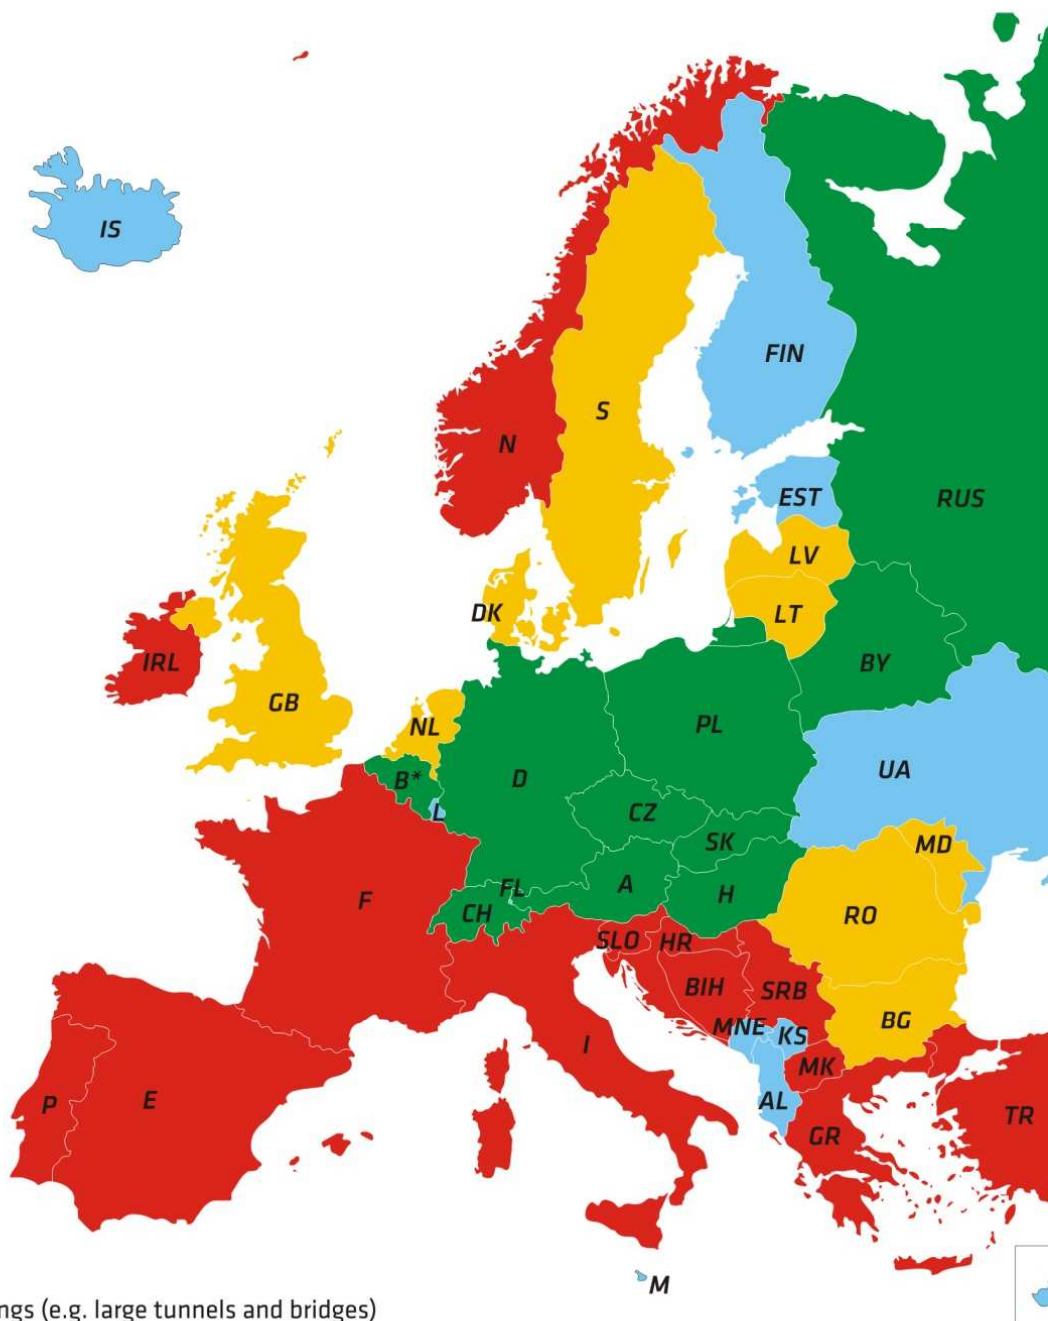 IS
FIN
S
N
EST
RUS
LV
DK
LT
IRL
BY
GB
NL
PL
B*
D
UA
L
CZ
SK
MD
FL
A
H
F
CH
RO
SLO
HR
BIH
SRB
MNE
KS
BG
I
MK
P
E
AL
TR
GR
M
ngs (e.g. large tunnels and bridges)